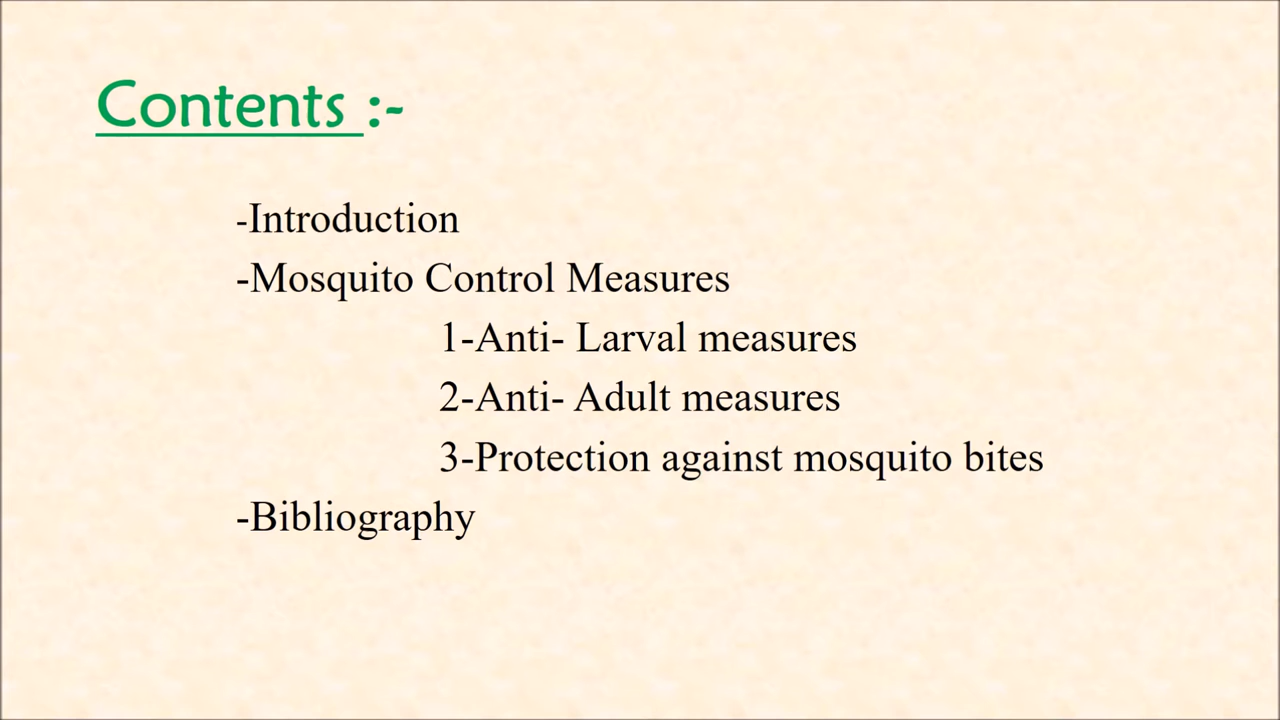 Contents :-
-Introduction
-Mosquito Control Measures
1-Anti- Larval measures
2-Anti- Adult measures
3-Protection against mosquito bites
-Bibliography